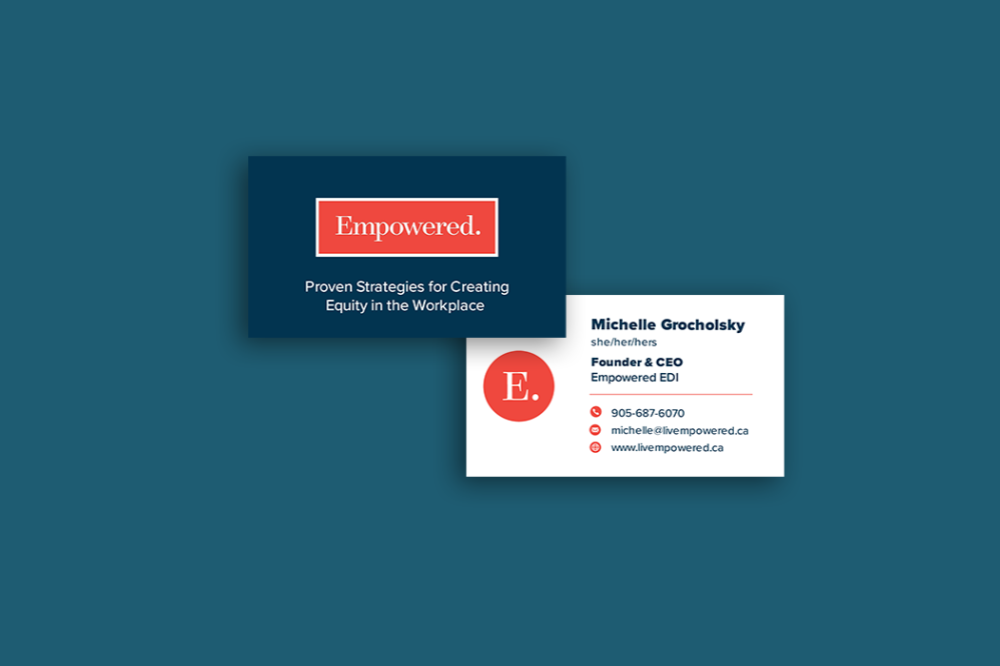 Empowered.
Proven Strategies for Creating
Equity in the Workplace
E.
Michelle Grocholsky
she/her/hers
Founder & CEO
Empowered EDI
905-687-6070
michelle@livempowered.ca
www.livempowered.ca